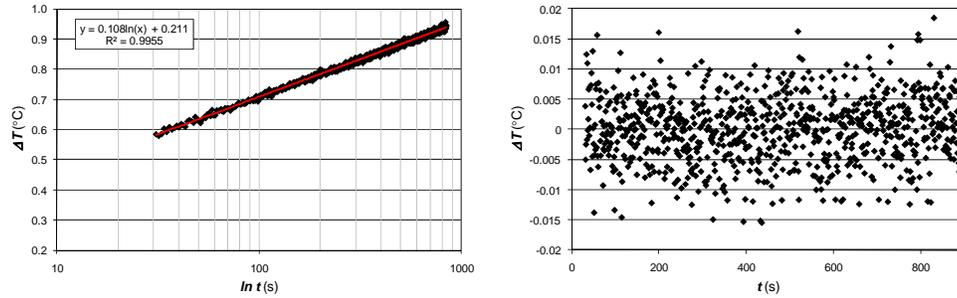 1.0
0.9
0.8
0.7
0.6
0.5
0.4
0.3
0.2
ΔT (°C)
y = 0.108ln(x) + 0.211
R² = 0.9955
10 100 1000
ln t (s)
0.02
0.015
0.01
0.005
0
-0.005
-0.01
-0.015
-0.02
ΔT (°C)
0 200 400 600 800
t (s)